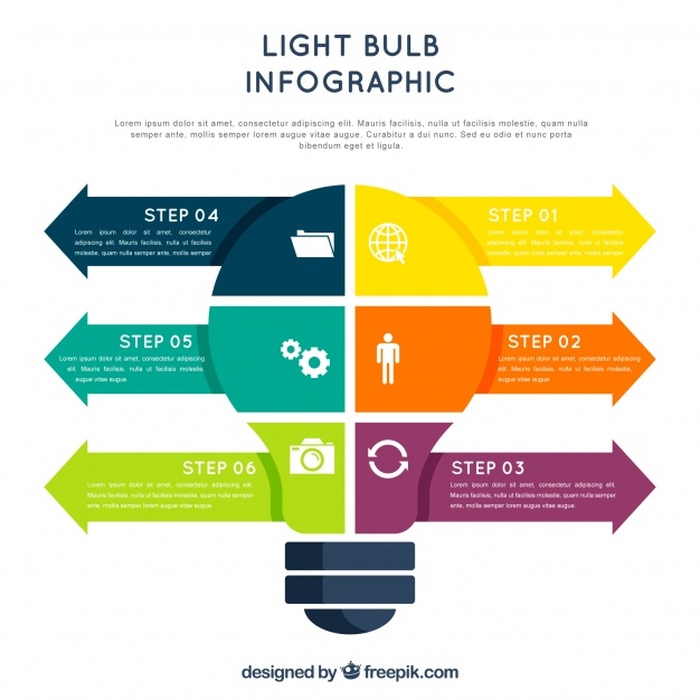 LIGHT BULB
INFOGRAPHIC
Lorem ipsum dolor sit amet, consectetur adipiscing elit. Mauris facilisis, nulla ut facilisis molestie, quam nulla
semper ante, mollis semper lorem augue vitae augue. Curabitur a dui nunc. Sed eu odio et nunc porta
bibendum eget et ligula.
STEP 04
Lorem ipsum dolor sit amet, consectetur
adipiscing elit. Mauris facilisis, nulla ut facilisis
molestie, quam nulla semper ante, mollis semper
STEP 01
Lorem ipsum dolor sit amet, consectetur
adipiscing elit. Mauris facilisis, nulla ut facilisis
molestie, quam nulla semper ante, mollis semper
STEP 05
Lorem ipsum dolor sit amet, consectetur adipiscing
elit. Mauris facilisis, nulla ut facilisis molestie,
augue vitae augue.
STEP 02
Lorem ipsum dolor sit amet, consectetur adipiscing
elit. Mauris facilisis, nulla ut facilisis molestie,
augue vitae augue.
STEP 06
Lorem ipsum dolor sit amet, consectetur adipiscing elit.
Mauris facilisis, nulla ut facilisis molestie, quam nulla semper
ante, mollis semper lorem augue vitae augue.
STEP 03
Lorem ipsum dolor sit amet, consectetur adipiscing elit.
Mauris facilisis, nulla ut facilisis molestie, quam nulla semper
ante, mollis semper lorem augue vitae augue.
designed by freepik.com